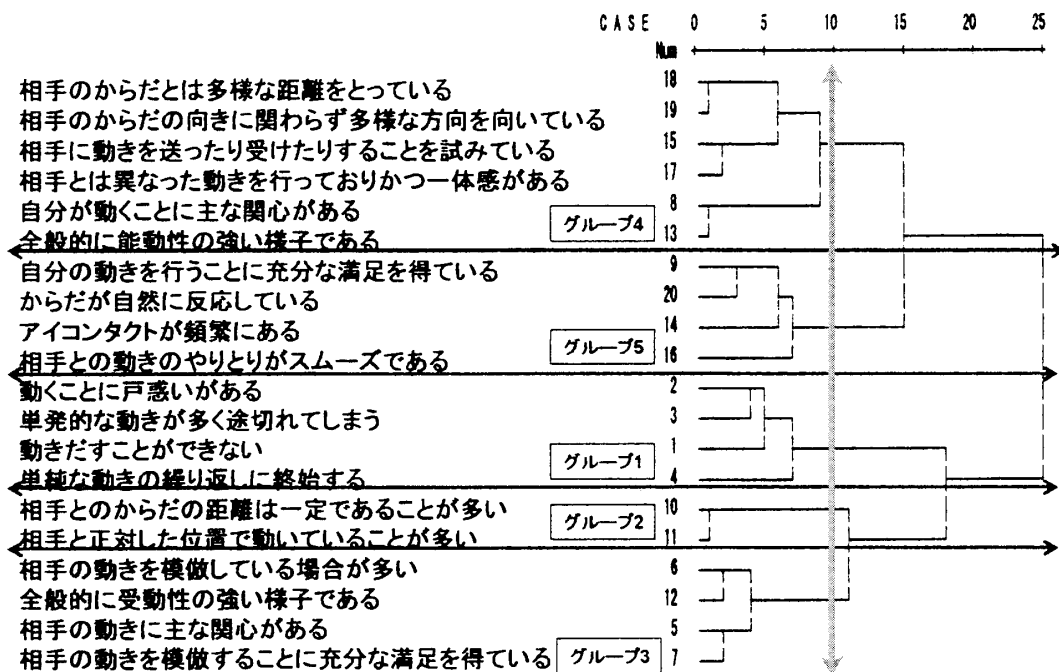 CASE 0 5 10 15 20 25
Num
相手のからだとは多様な距離をとっている 18
相手のからだの向きに関わらず多様な方向を向いている 19
相手に動きを送ったり受けたりすることを試みている 15
相手とは異なった動きを行っておりかつ一体感がある 17
自分が動くことに主な関心がある 8
グループ4
全般的に能動性の強い様子である 13
自分の動きを行うことに充分な満足を得ている 9
からだが自然に反応している 20
アイコンタクトが頻繁にある 14
グループ5
相手との動きのやりとりがスムーズである 16
動くことに戸惑いがある 2
単発的な動きが多く途切れてしまう 3
動きだすことができない 1
グループ1
単純な動きの繰り返しに終始する 4
相手とのからだの距離は一定であることが多い 10
グループ2
相手と正対した位置で動いていることが多い 11
相手の動きを模倣している場合が多い 6
全般的に受動性の強い様子である 12
相手の動きに主な関心がある 5
相手の動きを模倣することに充分な満足を得ている グループ3 7